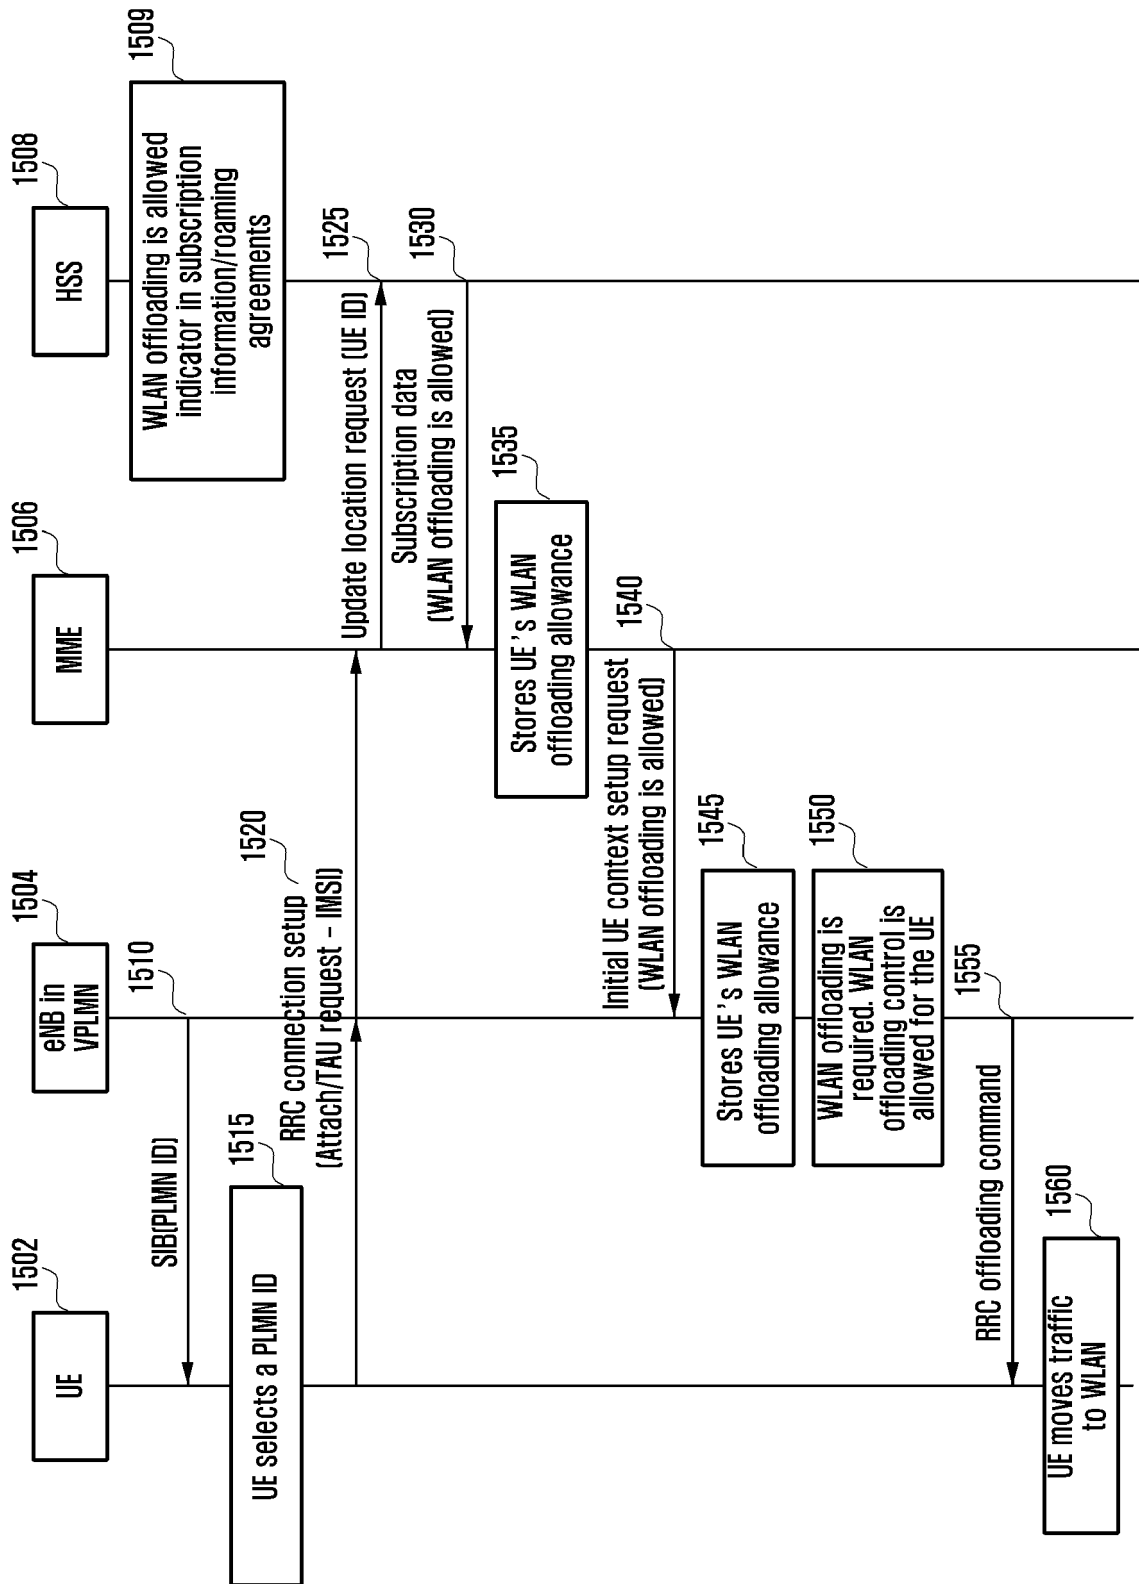 1502
UE
1504
eNB in
VPLMN
1506
MME
1508
HSS
1509
WLAN offloading is allowed
indicator in subscription
information/roaming
agreements
1510
SIB(PLMN ID)
1515
UE selects a PLMN ID
1520
RRC connection setup
(Attach/TAU request – IMSI)
1525
Update location request (UE ID)
1530
Subscription data
(WLAN offloading is allowed)
1535
Stores UE's WLAN
offloading allowance
1540
Initial UE context setup request
(WLAN offloading is allowed)
1545
Stores UE's WLAN
offloading allowance
1550
WLAN offloading is
required. WLAN
offloading control is
allowed for the UE
1555
RRC offloading command
1560
UE moves traffic
to WLAN